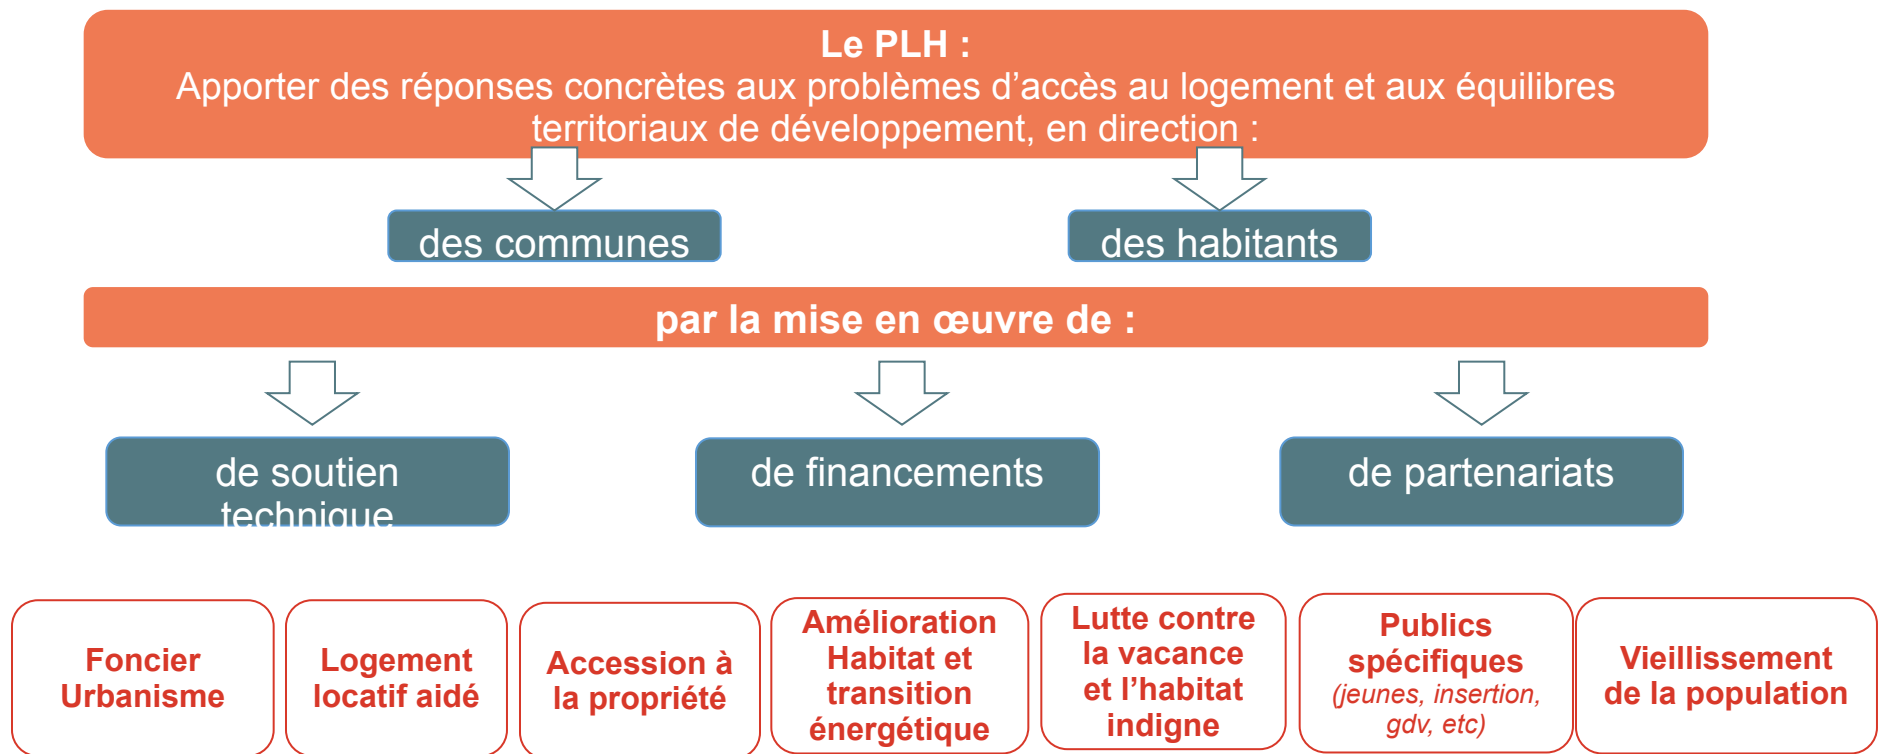 Le PLH :
Apporter des réponses concrètes aux problèmes d’accès au logement et aux équilibres
territoriaux de développement, en direction :
des communes
des habitants
par la mise en œuvre de :
de soutien
technique
de financements
de partenariats
Foncier
Urbanisme
Logement
locatif aidé
Accession à
la propriété
Amélioration
Habitat et
transition
énergétique
Lutte contre
la vacance
et l’habitat
indigne
Publics
spécifiques
(jeunes, insertion,
gdv, etc)
Vieillissement
de la population